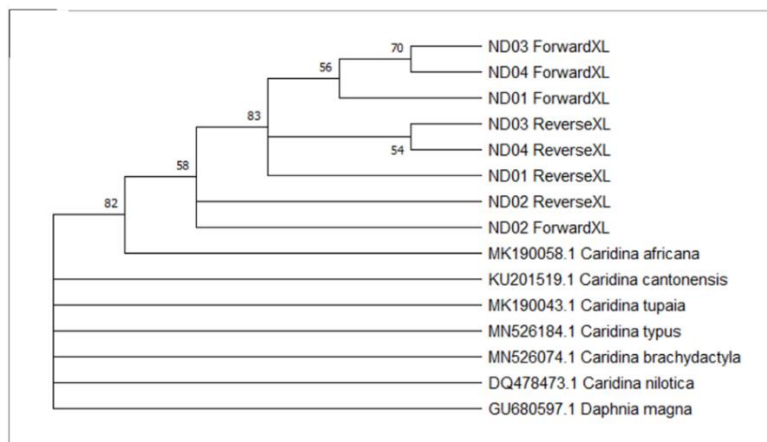 70
ND03 ForwardXL
56
ND04 ForwardXL
ND01 ForwardXL
83
ND03 ReverseXL
54
ND04 ReverseXL
58
ND01 ReverseXL
ND02 ReverseXL
82
ND02 ForwardXL
MK190058.1 Caridina africana
KU201519.1 Caridina cantonensis
MK190043.1 Caridina tupaia
MN526184.1 Caridina typus
MN526074.1 Caridina brachydactyla
DQ478473.1 Caridina nilotica
GU680597.1 Daphnia magna